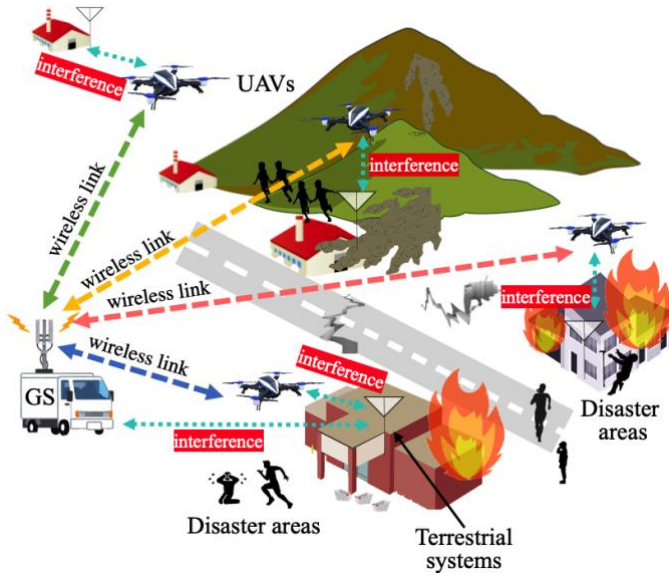 interference
UAVs
interference
wireless link
wireless link
wireless link
interference
wireless link
interference
GS
interference
Disaster
areas
Disaster areas
Terrestrial
systems